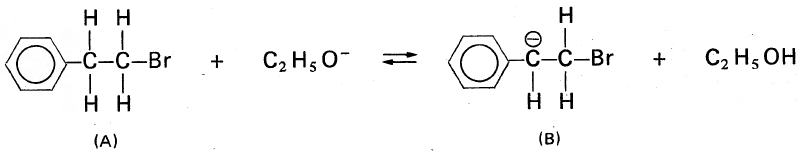 H H H
C—C—Br + C₂H₅O⁻ ⇌ C⊖—C—Br + C₂H₅OH
H H H H
(A) (B)